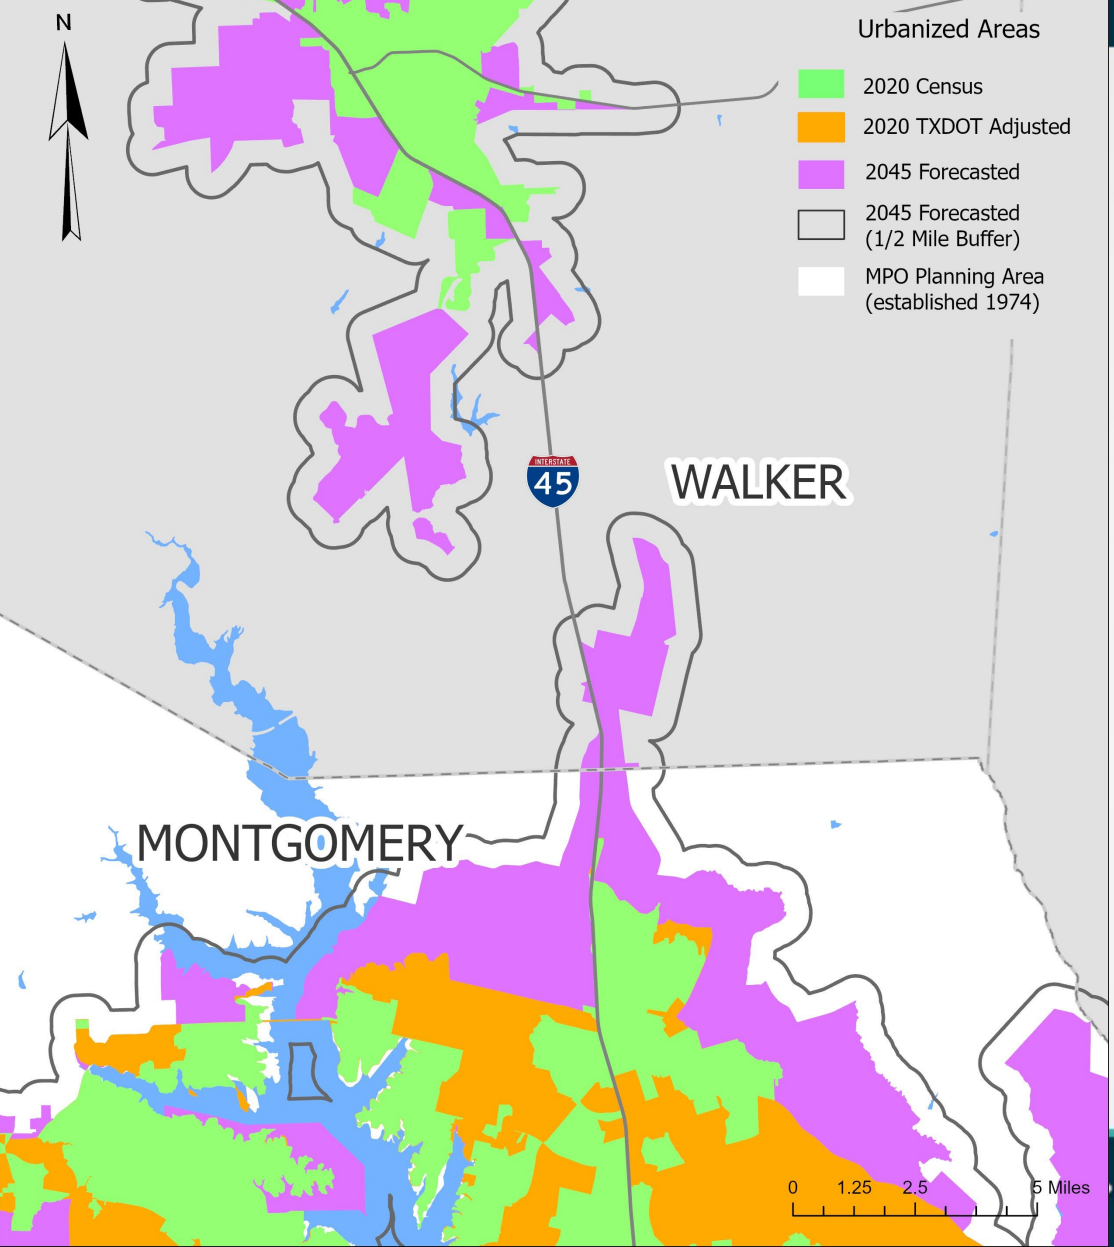 N
Urbanized Areas
2020 Census
2020 TXDOT Adjusted
2045 Forecasted
2045 Forecasted
(1/2 Mile Buffer)
MPO Planning Area
(established 1974)
INTERSTATE
45
WALKER
MONTGOMERY
0 1.25 2.5 5 Miles